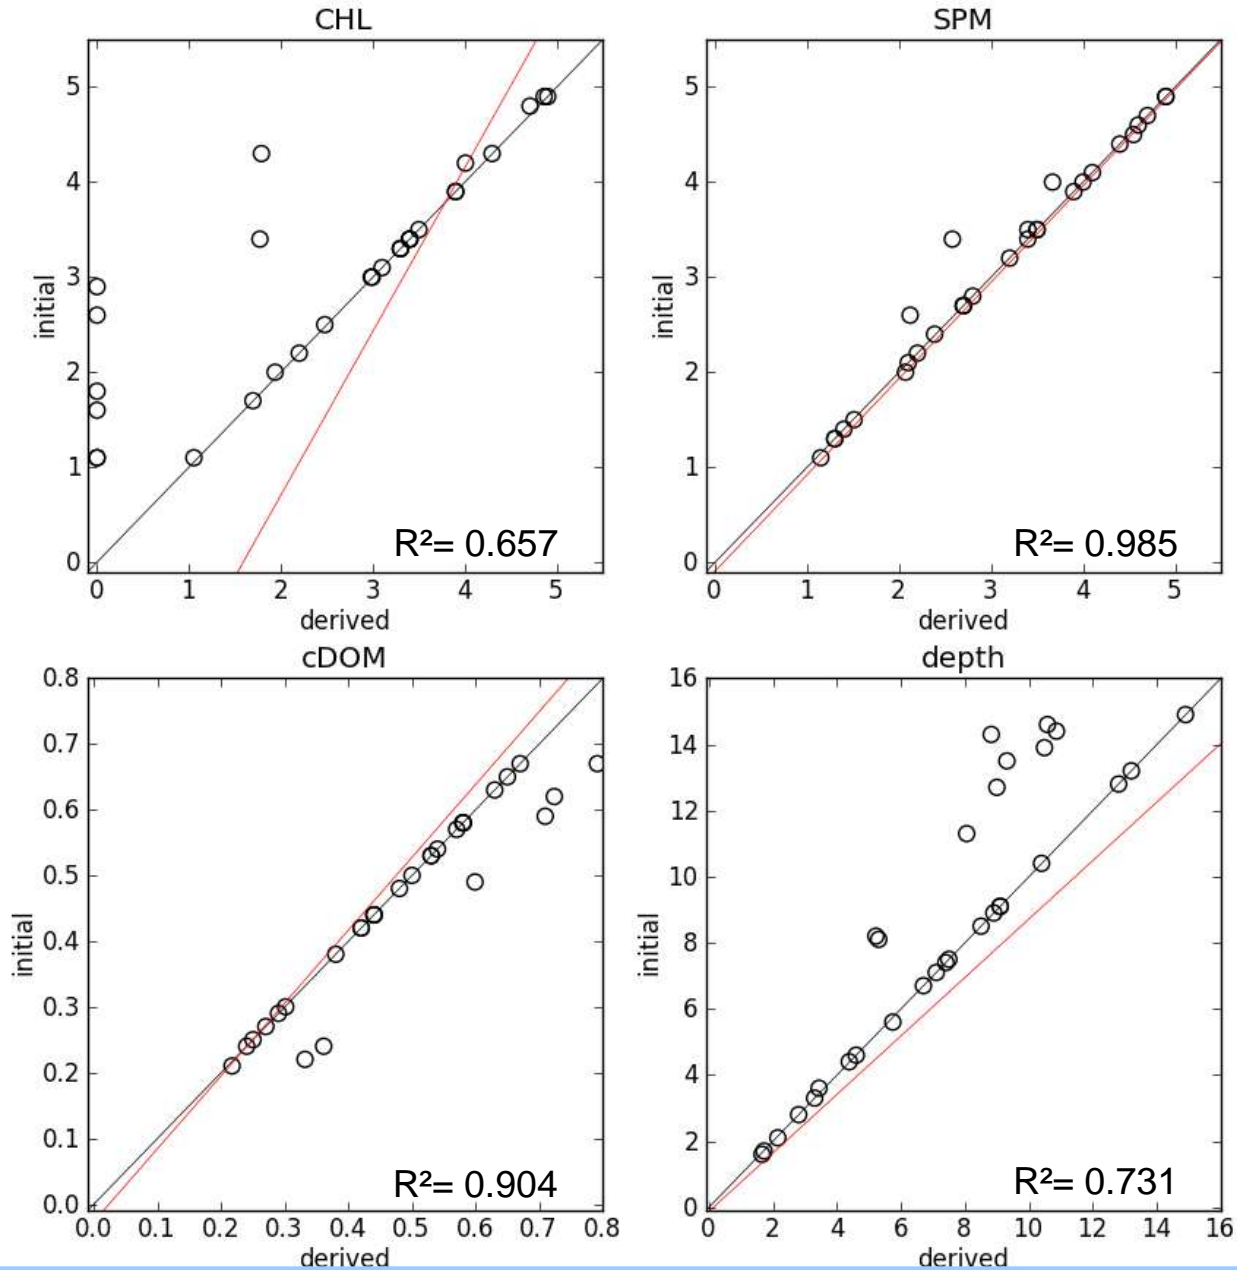 CHL
5
4
3
2
1
0
initial
R²= 0.657
0 1 2 3 4 5
derived
SPM
5
4
3
2
1
0
initial
R²= 0.985
0 1 2 3 4 5
derived
cDOM
0.8
0.7
0.6
0.5
0.4
0.3
0.2
0.1
0.0
initial
R²= 0.904
0.0 0.1 0.2 0.3 0.4 0.5 0.6 0.7 0.8
derived
depth
16
14
12
10
8
6
4
2
0
initial
R²= 0.731
0 2 4 6 8 10 12 14 16
derived